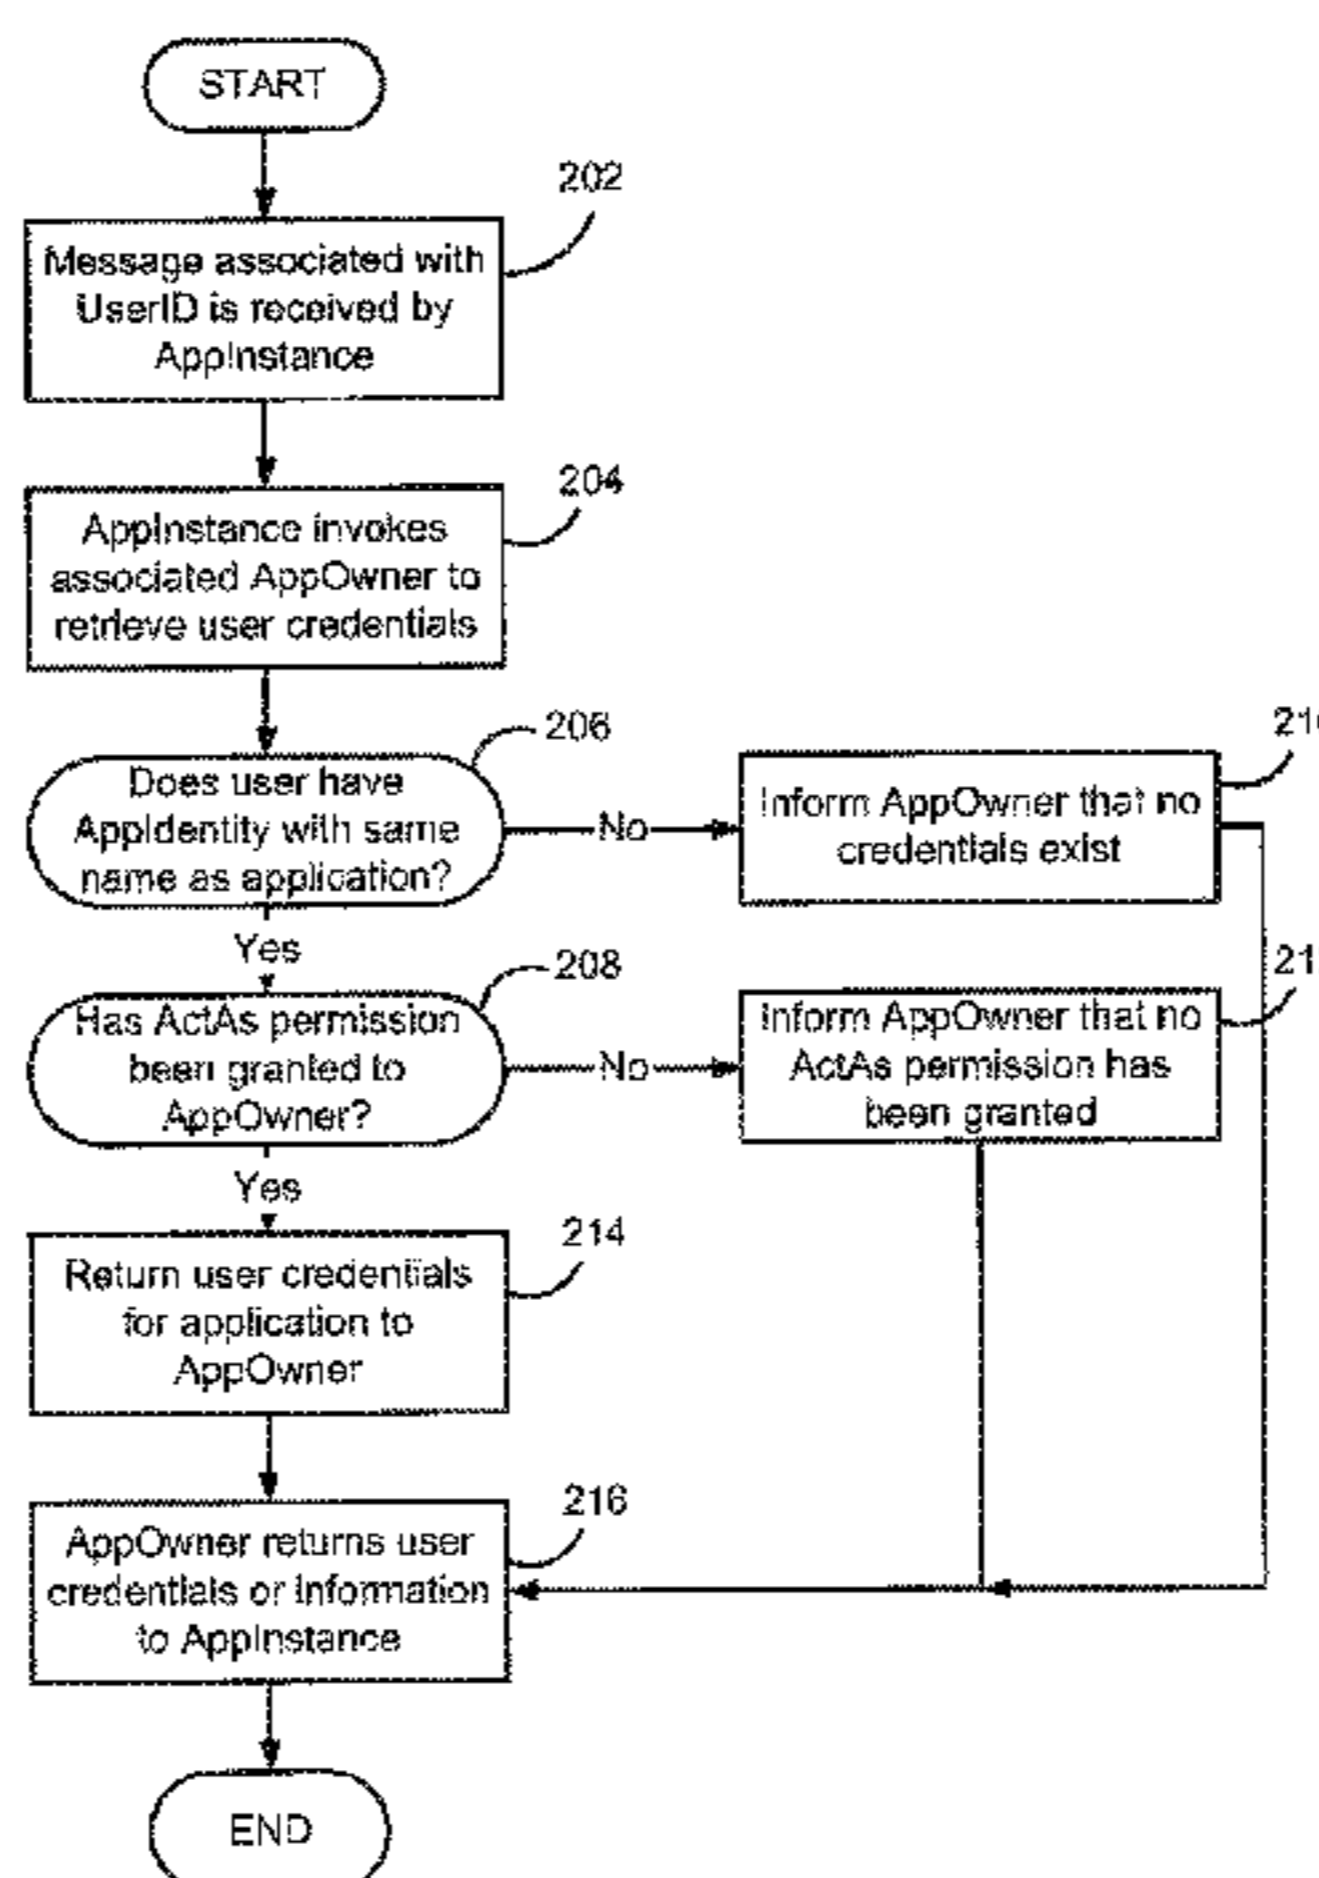 START
202
Message associated with
UserID is received by
AppInstance
204
AppInstance invokes
associated AppOwner to
retrieve user credentials
206
Does user have
AppIdentity with same
name as application?
No
Inform AppOwner that no
credentials exist
Yes
208
Has ActAs permission
been granted to
AppOwner?
No
Inform AppOwner that no
ActAs permission has
been granted
Yes
214
Return user credentials
for application to
AppOwner
216
AppOwner returns user
credentials or Information
to AppInstance
END